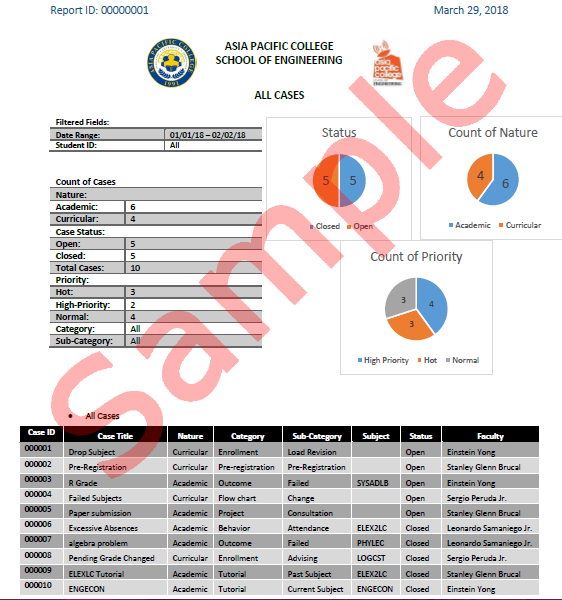 Report ID: 00000001 March 29, 2018
ASIA PACIFIC COLLEGE
SCHOOL OF ENGINEERING
ASIA PACIFIC COLLEGE
1991
asia
pacific
college
ENGINEERING
ALL CASES
Filtered Fields:
Date Range: 01/01/18 – 02/02/18
Student ID: All
Count of Cases
Nature:
Academic: 6
Curricular: 4
Case Status:
Open: 5
Closed: 5
Total Cases: 10
Priority:
Hot: 3
High-Priority: 2
Normal: 4
Category: All
Sub-Category: All
Status
5 5
Closed Open
Count of Nature
4 6
Academic Curricular
Count of Priority
3 4
3
High Priority Hot Normal
Sample
• All Cases
Case ID Case Title Nature Category Sub-Category Subject Status Faculty
000001 Drop Subject Curricular Enrollment Load Revision Open Einstein Yong
000002 Pre-Registration Curricular Pre-registration Pre-Registration Open Stanley Glenn Brucal
000003 R Grade Academic Outcome Failed SYSADLB Open Einstein Yong
000004 Failed Subjects Curricular Flow chart Change Open Sergio Peruda Jr.
000005 Paper submission Academic Project Consultation Open Stanley Glenn Brucal
000006 Excessive Absences Academic Behavior Attendance ELEX2LC Closed Leonardo Samaniego Jr.
000007 algebra problem Academic Outcome Failed PHYLEC Closed Leonardo Samaniego Jr.
000008 Pending Grade Changed Curricular Enrollment Advising LOGCST Closed Sergio Peruda Jr.
000009 ELEXLC Tutorial Academic Tutorial Past Subject ELEX2LC Closed Stanley Glenn Brucal
000010 ENGECON Academic Tutorial Current Subject ENGECON Closed Einstein Yong